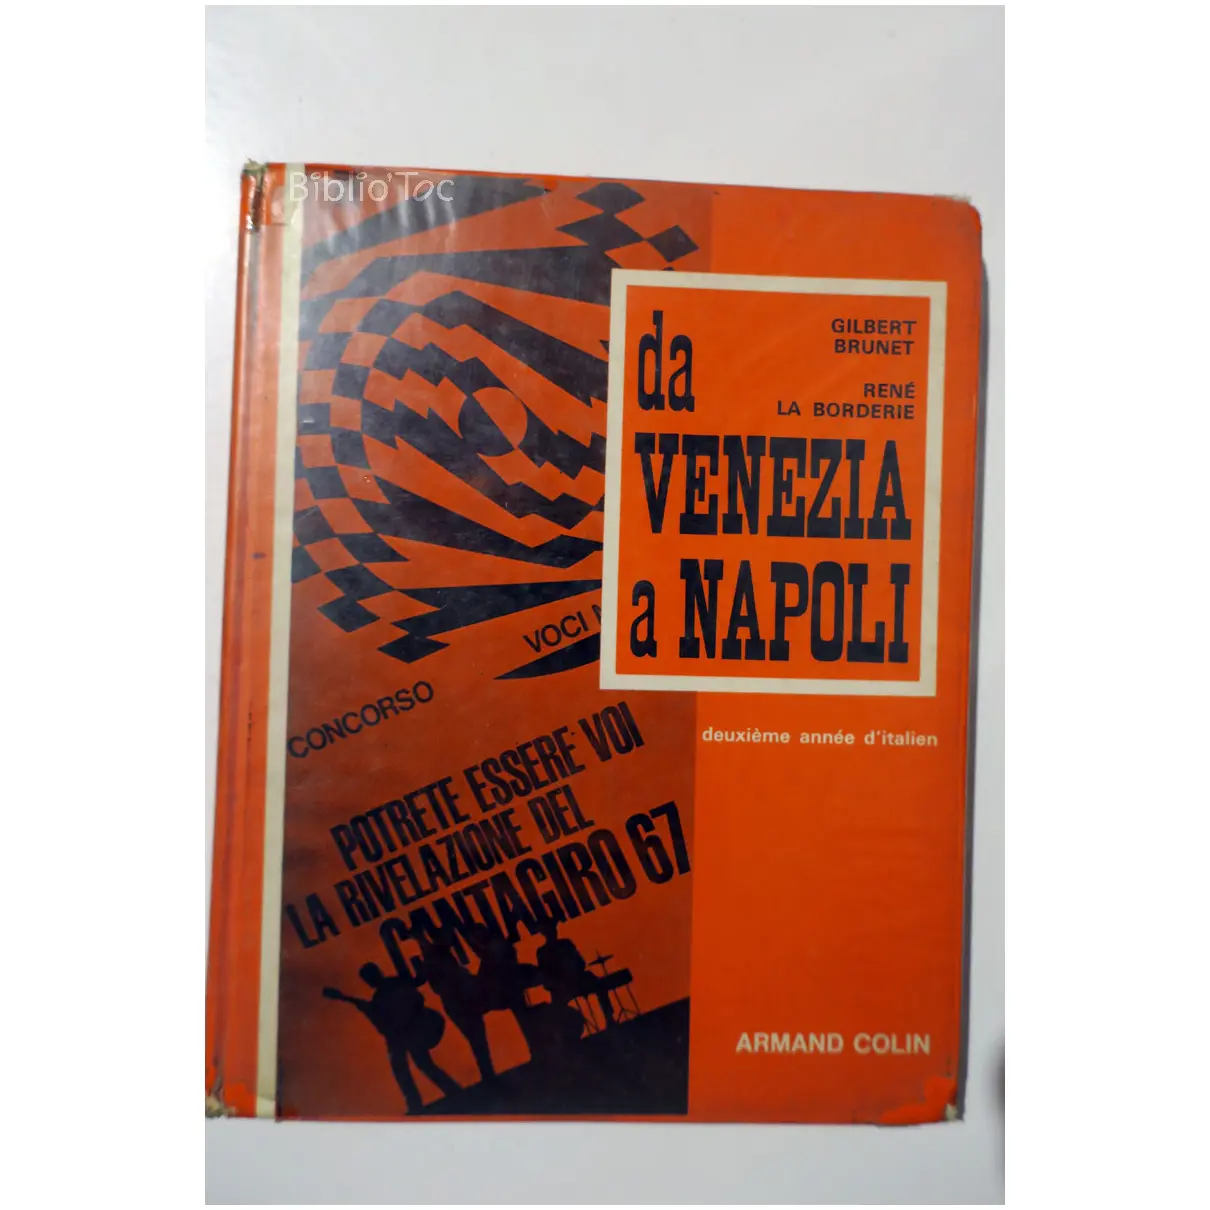 Biblio'Toc
da
VENEZIA
a NAPOLI
GILBERT
BRUNET
RENÉ
LA BORDERIE
deuxième année d'italien
VOCI
CONCORSO
POTRETE ESSERE VOI
LA RIVELAZIONE DEL
CANTAGIRO 67
ARMAND COLIN